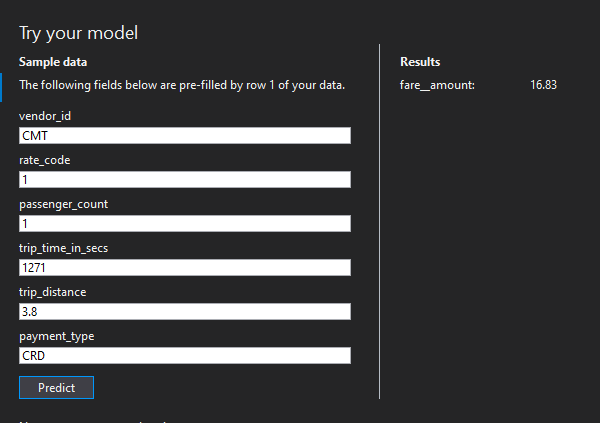 Try your model
Sample data
The following fields below are pre-filled by row 1 of your data.
vendor_id
CMT
rate_code
1
passenger_count
1
trip_time_in_secs
1271
trip_distance
3.8
payment_type
CRD
Predict
Results
fare__amount: 16.83